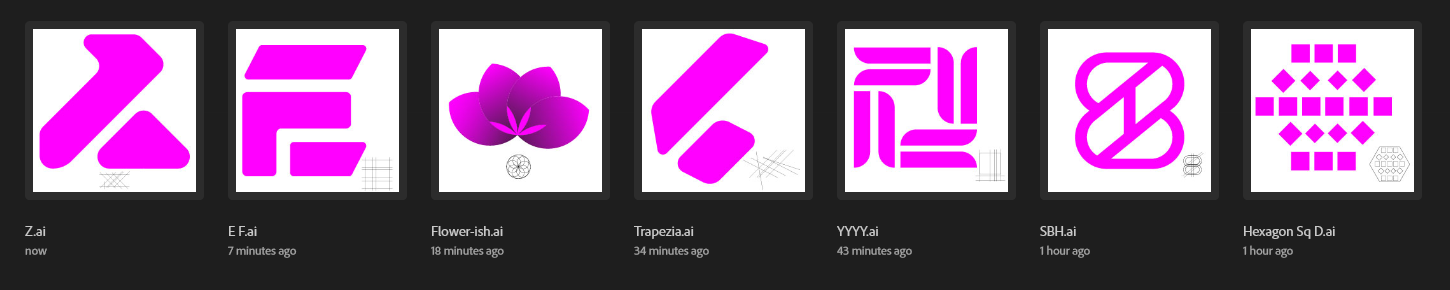 Z.ai
now
E F.ai
7 minutes ago
Flower-ish.ai
18 minutes ago
Trapezia.ai
34 minutes ago
YYYY.ai
43 minutes ago
SBH.ai
1 hour ago
Hexagon Sq D.ai
1 hour ago